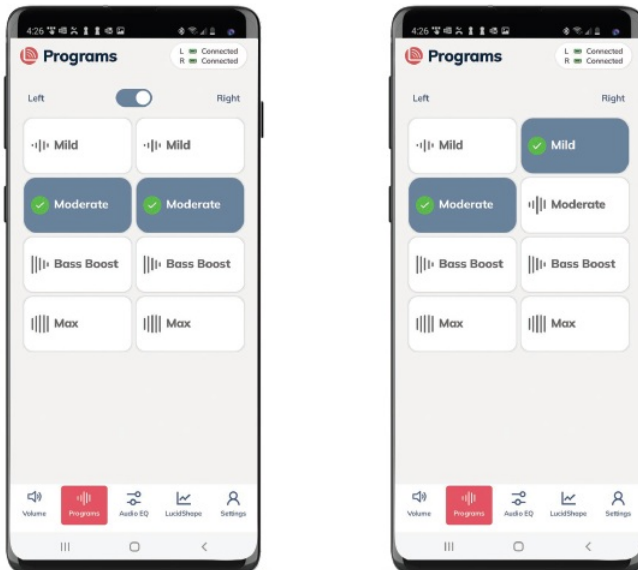 4:26
Programs
L Connected
R Connected
Left Right
Mild Mild
Moderate Moderate
Bass Boost Bass Boost
Max Max
Volume Programs Audio EQ LucidShape Settings
4:26
Programs
L Connected
R Connected
Left Right
Mild Mild
Moderate Moderate
Bass Boost Bass Boost
Max Max
Volume Programs Audio EQ LucidShape Settings